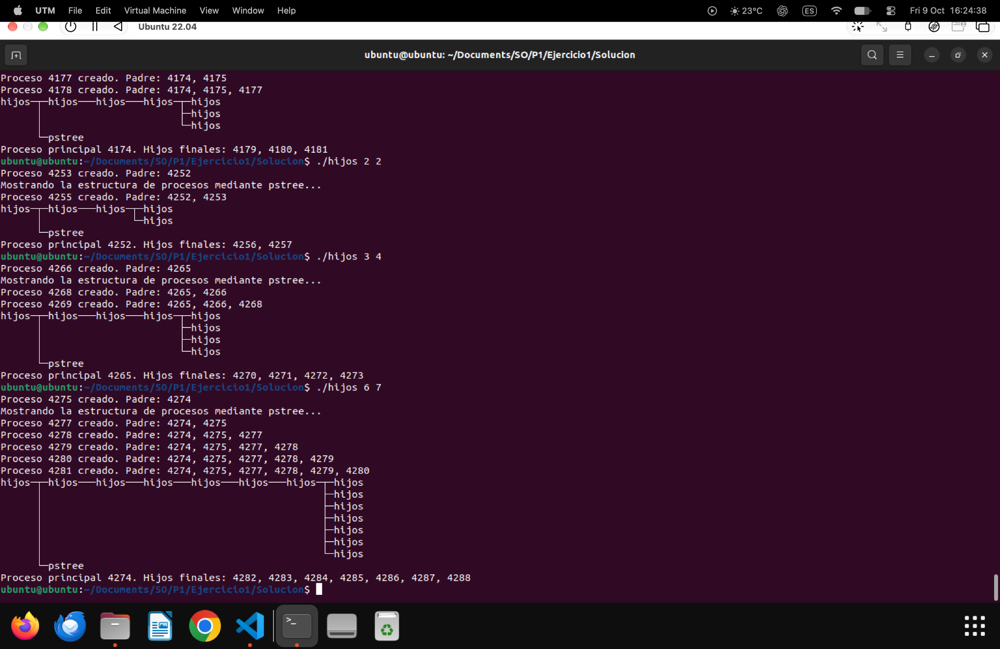 UTM File Edit Virtual Machine View Window Help 23°C ES Fri 9 Oct 16:24:38
Ubuntu 22.04
ubuntu@ubuntu: ~/Documents/SO/P1/Ejercicio1/Solucion
Proceso 4177 creado. Padre: 4174, 4175
Proceso 4178 creado. Padre: 4174, 4175, 4177
hijos─┬─hijos───hijos───hijos─┬─hijos
      │                       ├─hijos
      │                       └─hijos
      └─pstree
Proceso principal 4174. Hijos finales: 4179, 4180, 4181
ubuntu@ubuntu:~/Documents/SO/P1/Ejercicio1/Solucion$ ./hijos 2 2
Proceso 4253 creado. Padre: 4252
Mostrando la estructura de procesos mediante pstree...
Proceso 4255 creado. Padre: 4252, 4253
hijos─┬─hijos───hijos─┬─hijos
      │               └─hijos
      └─pstree
Proceso principal 4252. Hijos finales: 4256, 4257
ubuntu@ubuntu:~/Documents/SO/P1/Ejercicio1/Solucion$ ./hijos 3 4
Proceso 4266 creado. Padre: 4265
Mostrando la estructura de procesos mediante pstree...
Proceso 4268 creado. Padre: 4265, 4266
Proceso 4269 creado. Padre: 4265, 4266, 4268
hijos─┬─hijos───hijos───hijos─┬─hijos
      │                       ├─hijos
      │                       ├─hijos
      │                       └─hijos
      └─pstree
Proceso principal 4265. Hijos finales: 4270, 4271, 4272, 4273
ubuntu@ubuntu:~/Documents/SO/P1/Ejercicio1/Solucion$ ./hijos 6 7
Proceso 4275 creado. Padre: 4274
Mostrando la estructura de procesos mediante pstree...
Proceso 4277 creado. Padre: 4274, 4275
Proceso 4278 creado. Padre: 4274, 4275, 4277
Proceso 4279 creado. Padre: 4274, 4275, 4277, 4278
Proceso 4280 creado. Padre: 4274, 4275, 4277, 4278, 4279
Proceso 4281 creado. Padre: 4274, 4275, 4277, 4278, 4279, 4280
hijos─┬─hijos───hijos───hijos───hijos───hijos───hijos─┬─hijos
      │                                               ├─hijos
      │                                               ├─hijos
      │                                               ├─hijos
      │                                               ├─hijos
      │                                               ├─hijos
      │                                               └─hijos
      └─pstree
Proceso principal 4274. Hijos finales: 4282, 4283, 4284, 4285, 4286, 4287, 4288
ubuntu@ubuntu:~/Documents/SO/P1/Ejercicio1/Solucion$